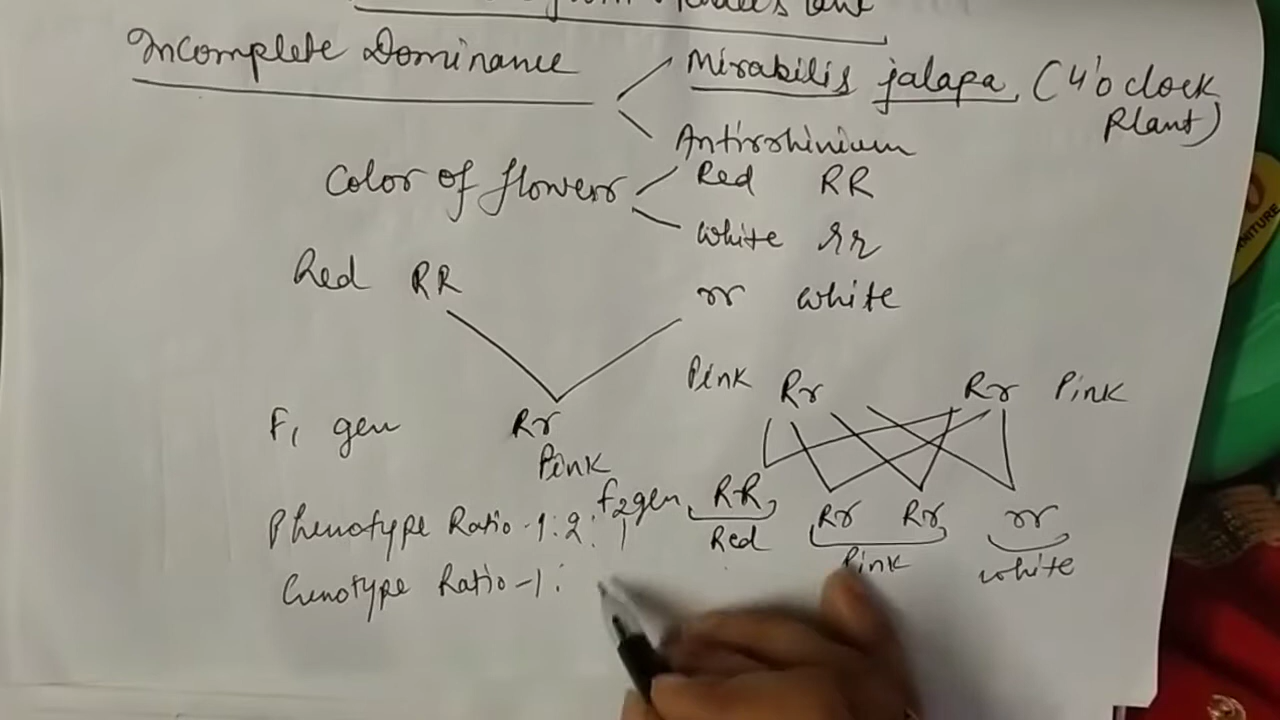 Incomplete Dominance
Mirabilis jalapa (4'o clock
Plant)
Antirrhinium
Color of flowers
Red RR
White rr
Red RR
rr White
Pink Rr
Rr Pink
F1 gen
Rr
Pink
F2 gen
RR
Red
Rr Rr
Pink
rr
White
Phenotype Ratio - 1:2:1
Genotype Ratio - 1: